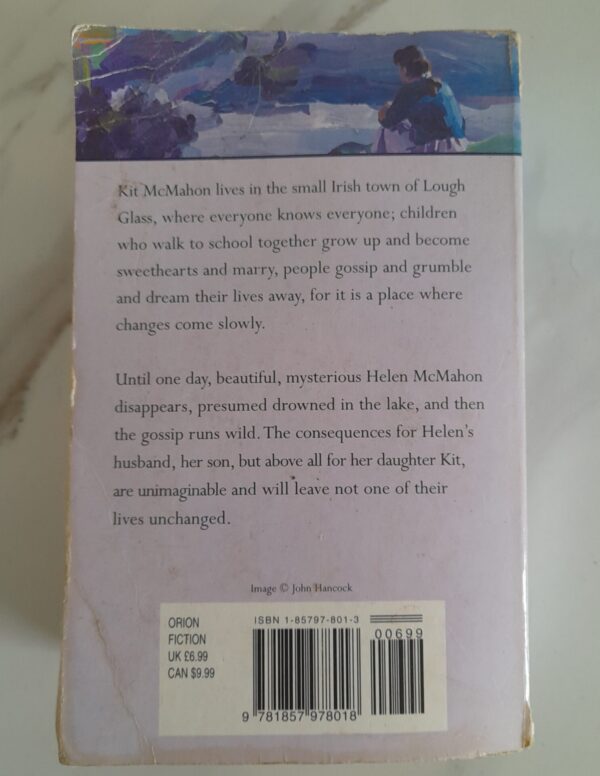 Kit McMahon lives in the small Irish town of Lough
Glass, where everyone knows everyone; children
who walk to school together grow up and become
sweethearts and marry, people gossip and grumble
and dream their lives away, for it is a place where
changes come slowly.
Until one day, beautiful, mysterious Helen McMahon
disappears, presumed drowned in the lake, and then
the gossip runs wild. The consequences for Helen's
husband, her son, but above all for her daughter Kit,
are unimaginable and will leave not one of their
lives unchanged.
Image © John Hancock
ORION
FICTION
UK £6.99
CAN $9.99
ISBN 1-85797-801-3
00699
9 781857 978018